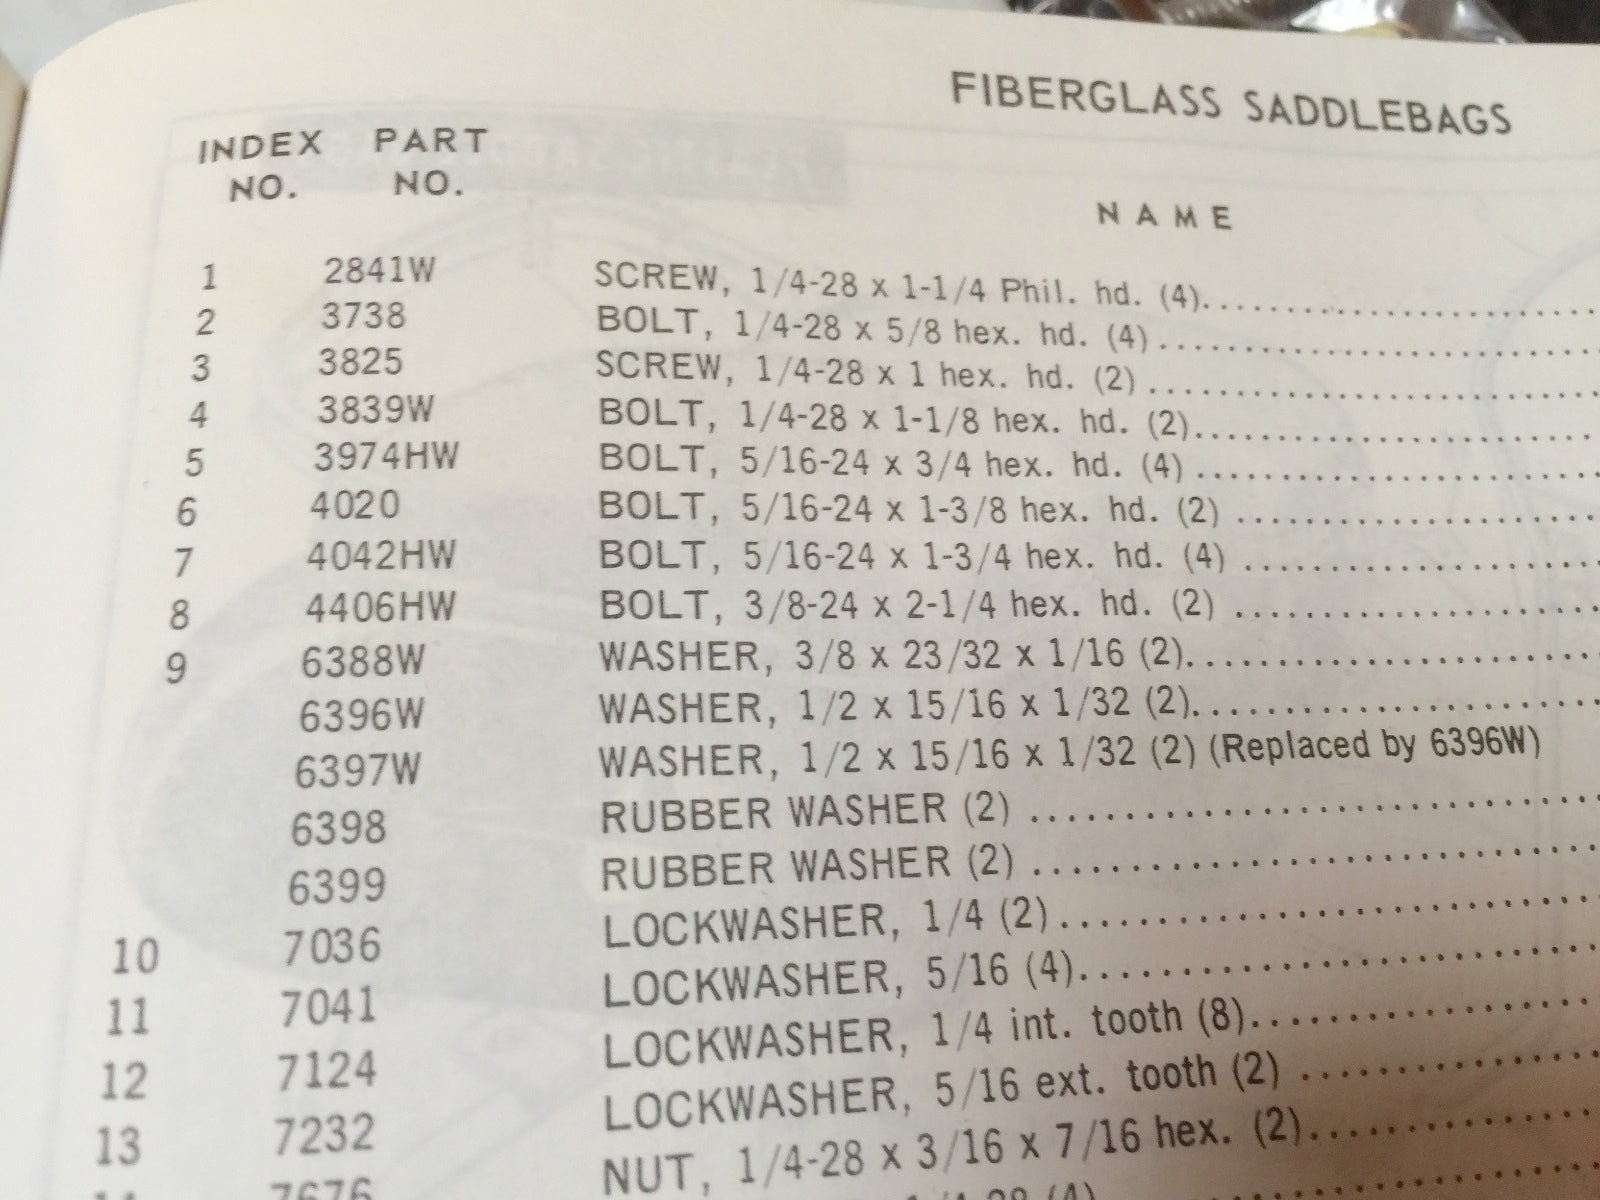 FIBERGLASS SADDLEBAGS
INDEX NO. PART NO. NAME
1 2841W SCREW, 1/4-28 x 1-1/4 Phil. hd. (4)..............................
2 3738 BOLT, 1/4-28 x 5/8 hex. hd. (4)..............................
3 3825 SCREW, 1/4-28 x 1 hex. hd. (2)..............................
4 3839W BOLT, 1/4-28 x 1-1/8 hex. hd. (2)..............................
5 3974HW BOLT, 5/16-24 x 3/4 hex. hd. (4)..............................
6 4020 BOLT, 5/16-24 x 1-3/8 hex. hd. (2)..............................
7 4042HW BOLT, 5/16-24 x 1-3/4 hex. hd. (4)..............................
8 4406HW BOLT, 3/8-24 x 2-1/4 hex. hd. (2)..............................
9 6388W WASHER, 3/8 x 23/32 x 1/16 (2)..............................
6396W WASHER, 1/2 x 15/16 x 1/32 (2)..............................
6397W WASHER, 1/2 x 15/16 x 1/32 (2) (Replaced by 6396W)
6398 RUBBER WASHER (2)..............................
6399 RUBBER WASHER (2)..............................
10 7036 LOCKWASHER, 1/4 (2)..............................
11 7041 LOCKWASHER, 5/16 (4)..............................
12 7124 LOCKWASHER, 1/4 int. tooth (8)..............................
13 7232 LOCKWASHER, 5/16 ext. tooth (2)..............................
14 7676 NUT, 1/4-28 x 3/16 x 7/16 hex. (2)..............................
1/4-28 (4)